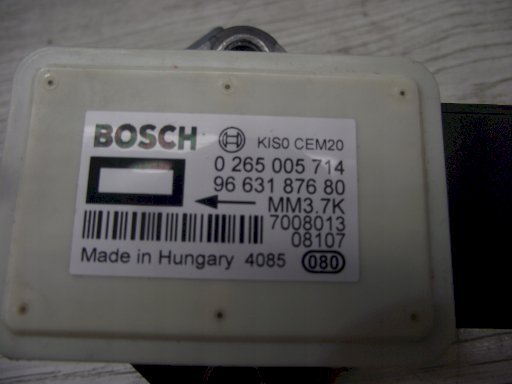 BOSCH KIS0 CEM20
0 265 005 714
96 631 876 80
MM3.7K
7008013
08107
Made in Hungary 4085 080